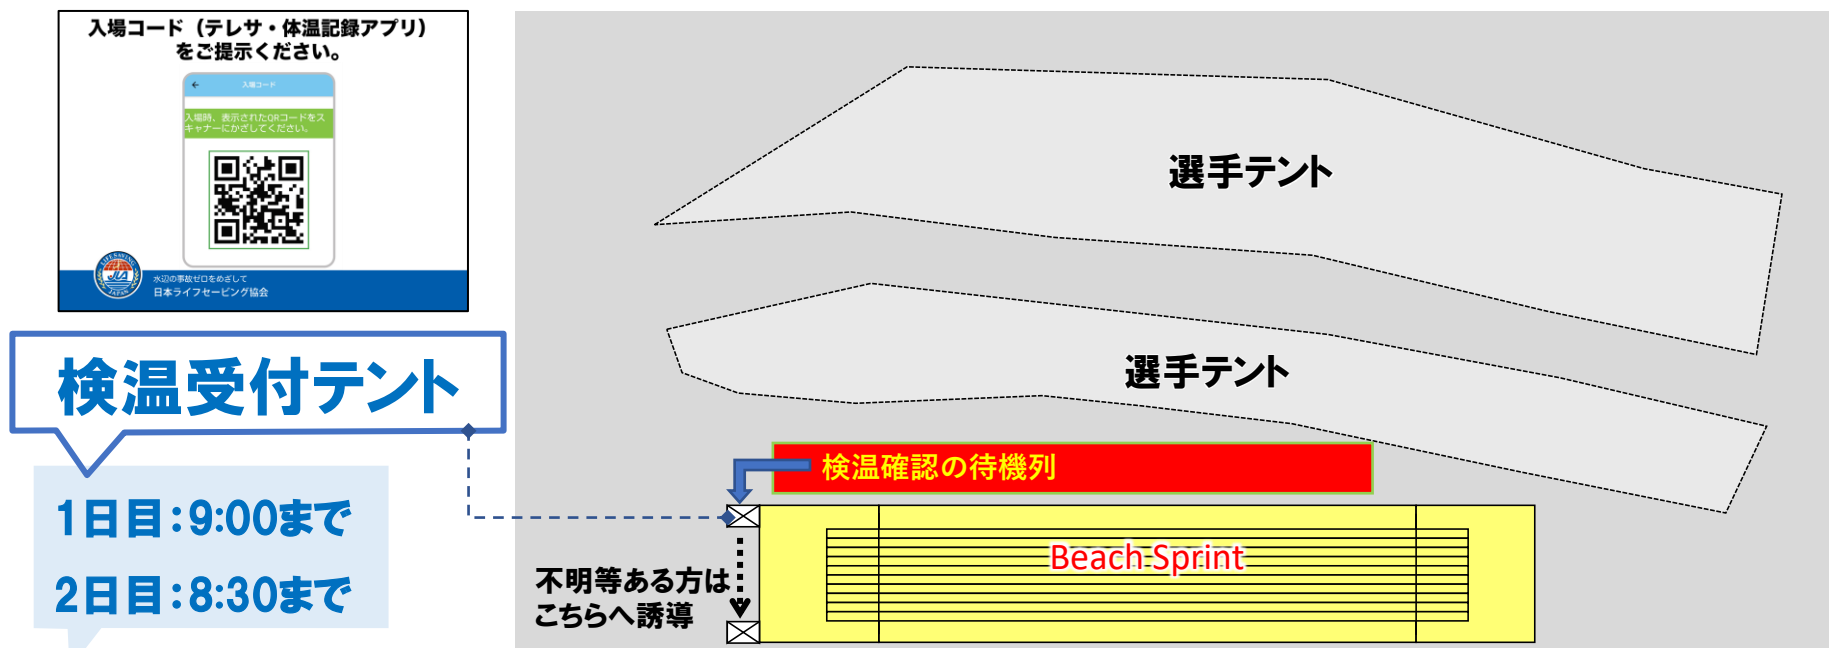 入場コード（テレサ・体温記録アプリ）
をご提示ください。
入場コード
入場時、表示されたQRコードをス
キャナーにかざしてください。
LIFESAVING
JLA
JAPAN
水辺の事故ゼロをめざして
日本ライフセービング協会
検温受付テント
1日目：9:00まで
2日目：8:30まで
選手テント
選手テント
検温確認の待機列
Beach Sprint
不明等ある方は
こちらへ誘導